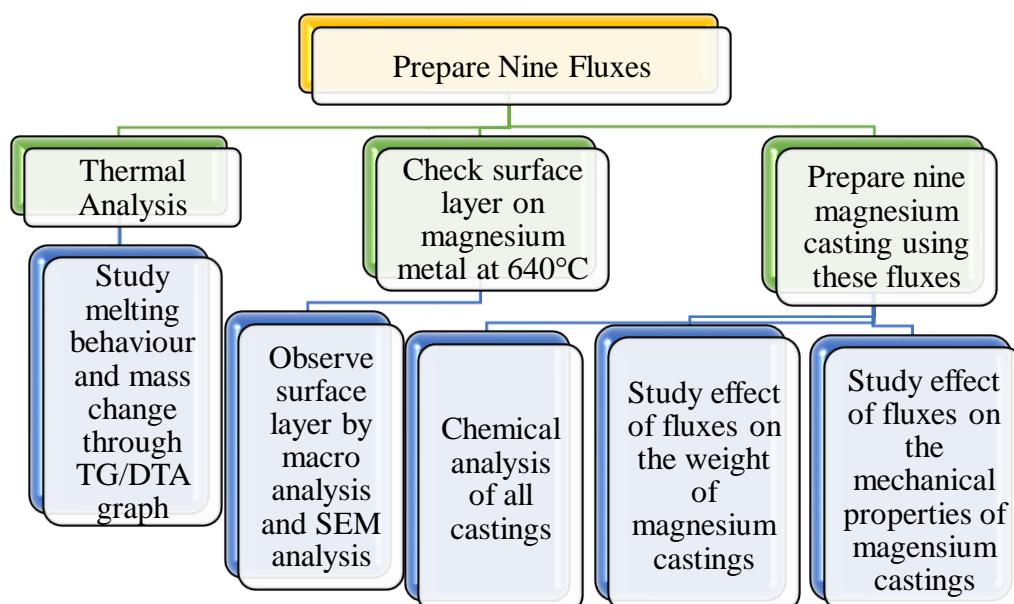 Prepare Nine Fluxes
Thermal
Analysis
Check surface
layer on
magnesium
metal at 640°C
Prepare nine
magnesium
casting using
these fluxes
Study
melting
behaviour
and mass
change
through
TG/DTA
graph
Observe
surface
layer by
macro
analysis
and SEM
analysis
Chemical
analysis
of all
castings
Study effect
of fluxes on
the weight
of
magnesium
castings
Study effect
of fluxes on
the
mechanical
properties of
magensium
castings